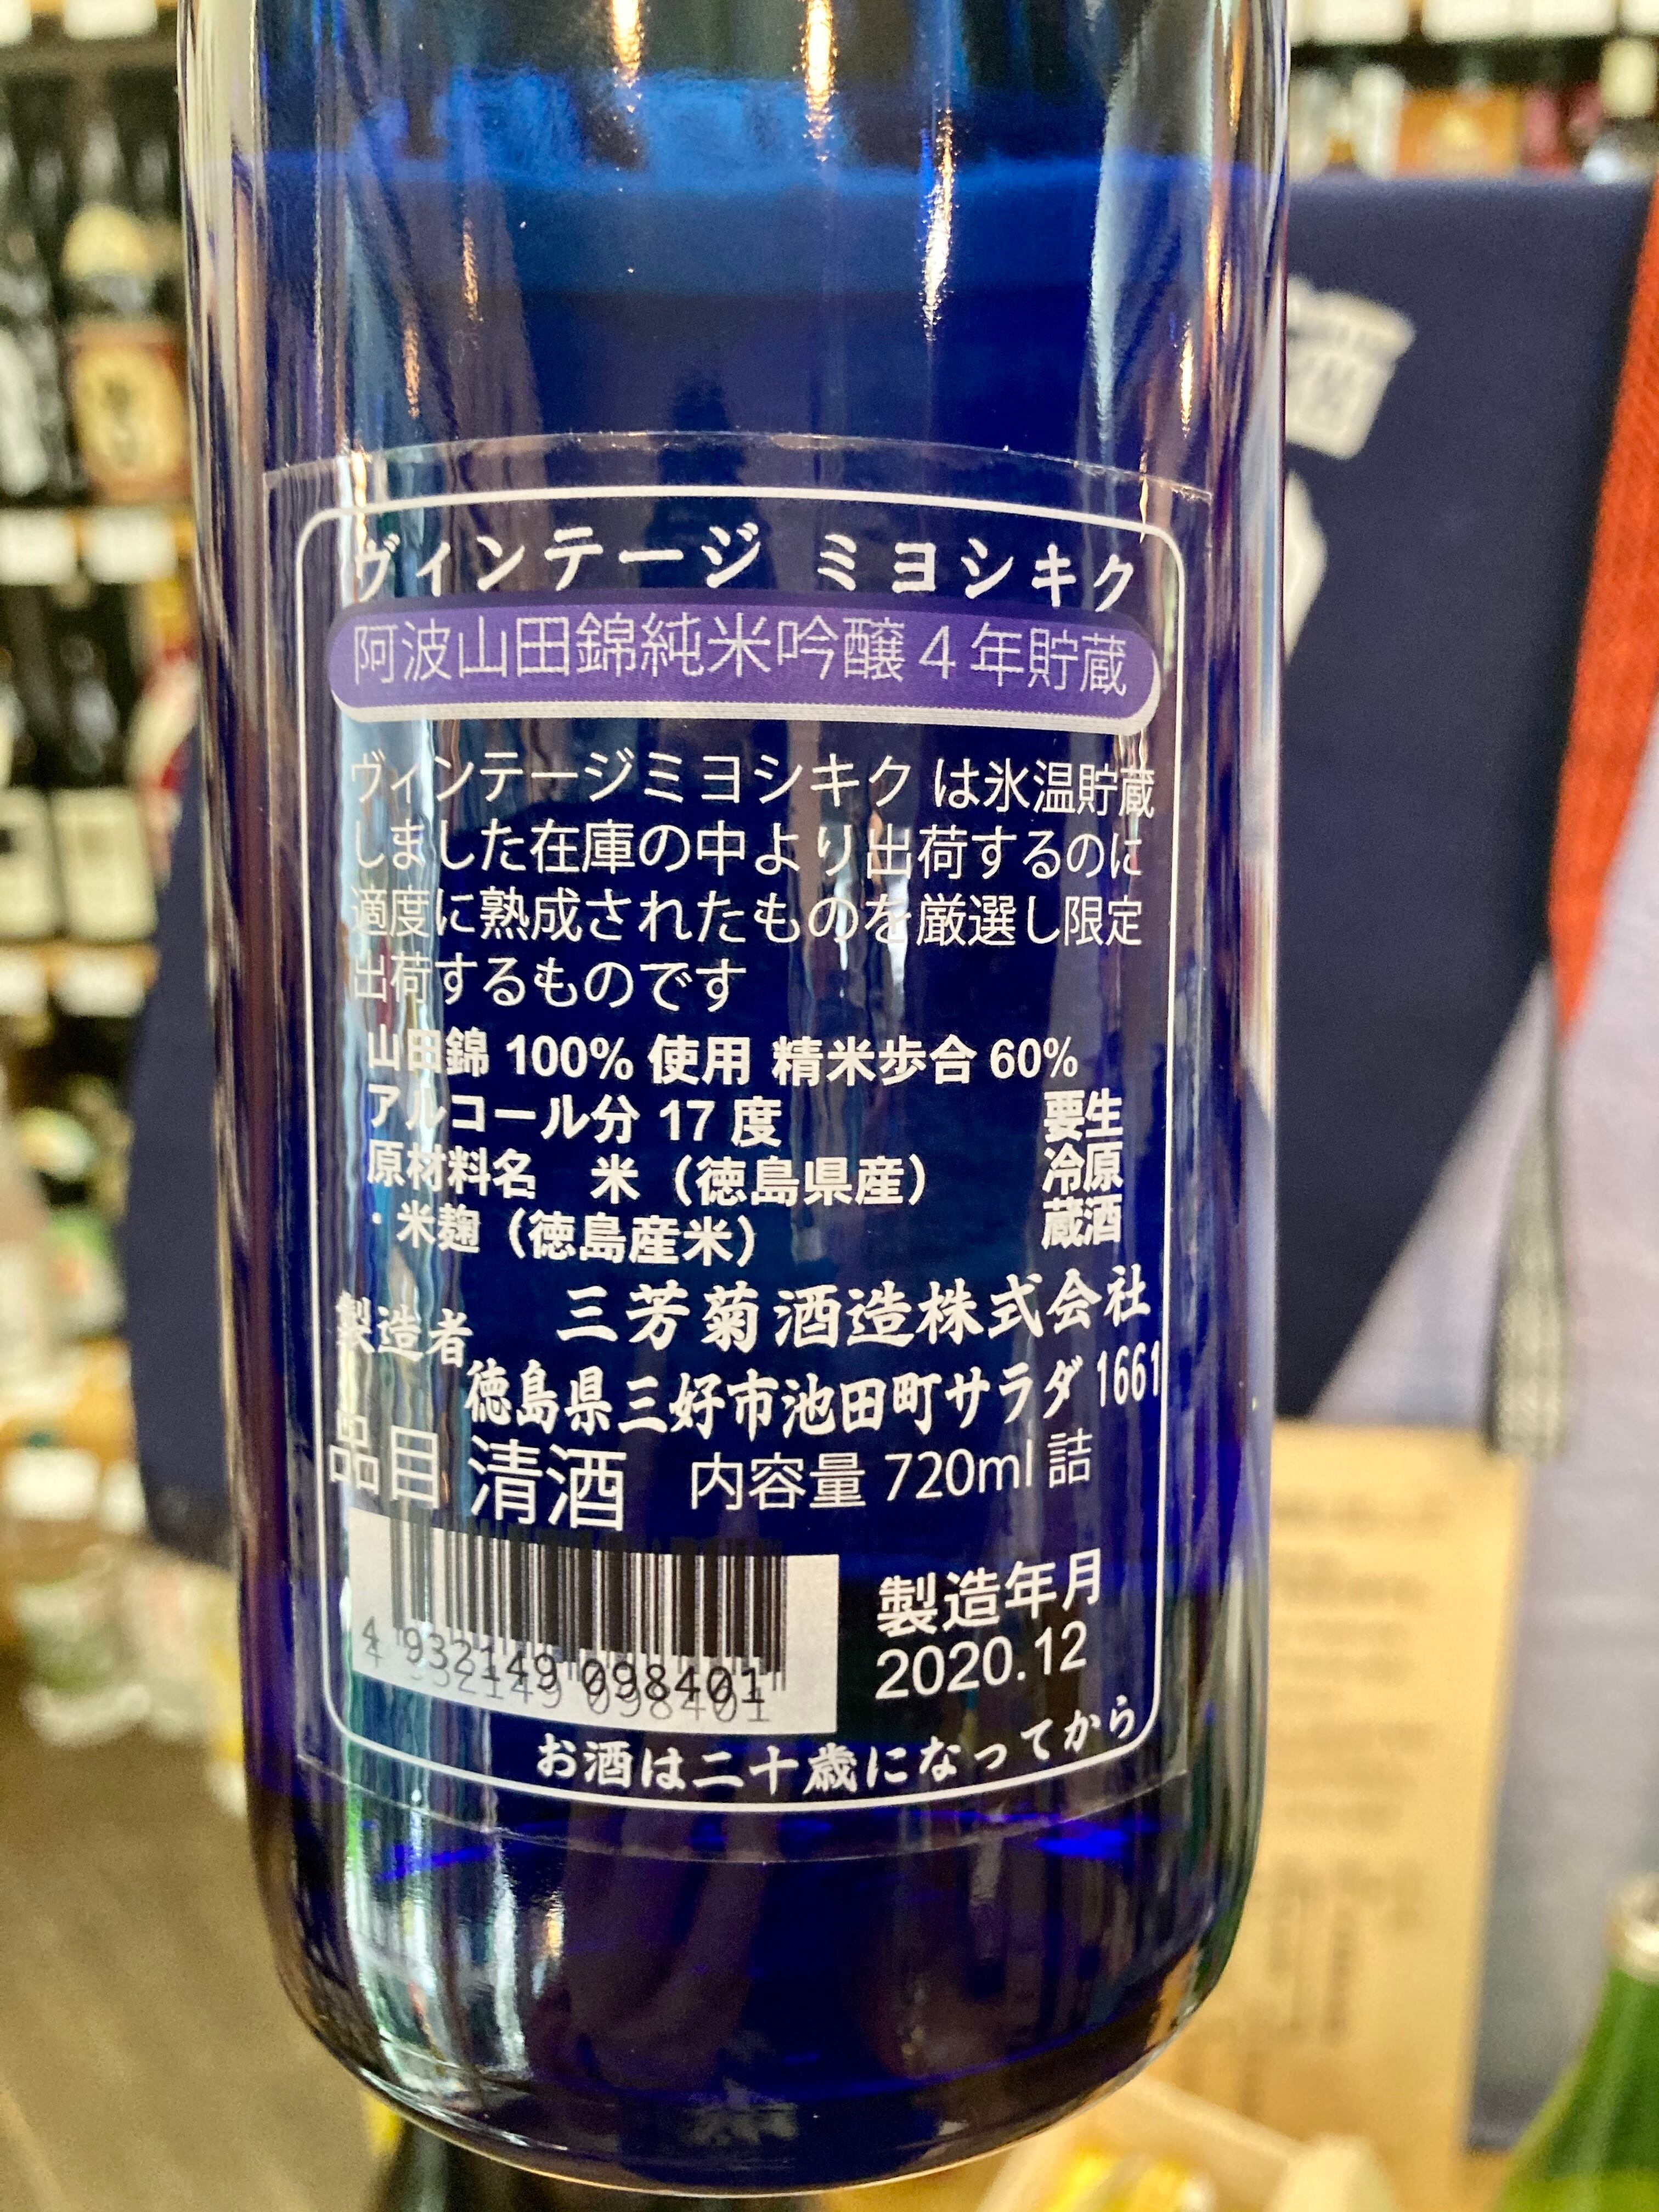 ヴィンテージ ミヨシキク
阿波山田錦純米吟醸4年貯蔵
ヴィンテージミヨシキク は氷温貯蔵
しました在庫の中より出荷するのに
適度に熟成されたものを厳選し限定
出荷するものです
山田錦 100% 使用 精米歩合 60%
アルコール分 17 度
原材料名 米（徳島県産）
・米麹（徳島産米）
生原酒
要冷蔵
製造者 三芳菊酒造株式会社
徳島県三好市池田町サラダ 1661
品目 清酒 内容量 720ml 詰
4 932149 098401
製造年月
2020.12
お酒は二十歳になってから